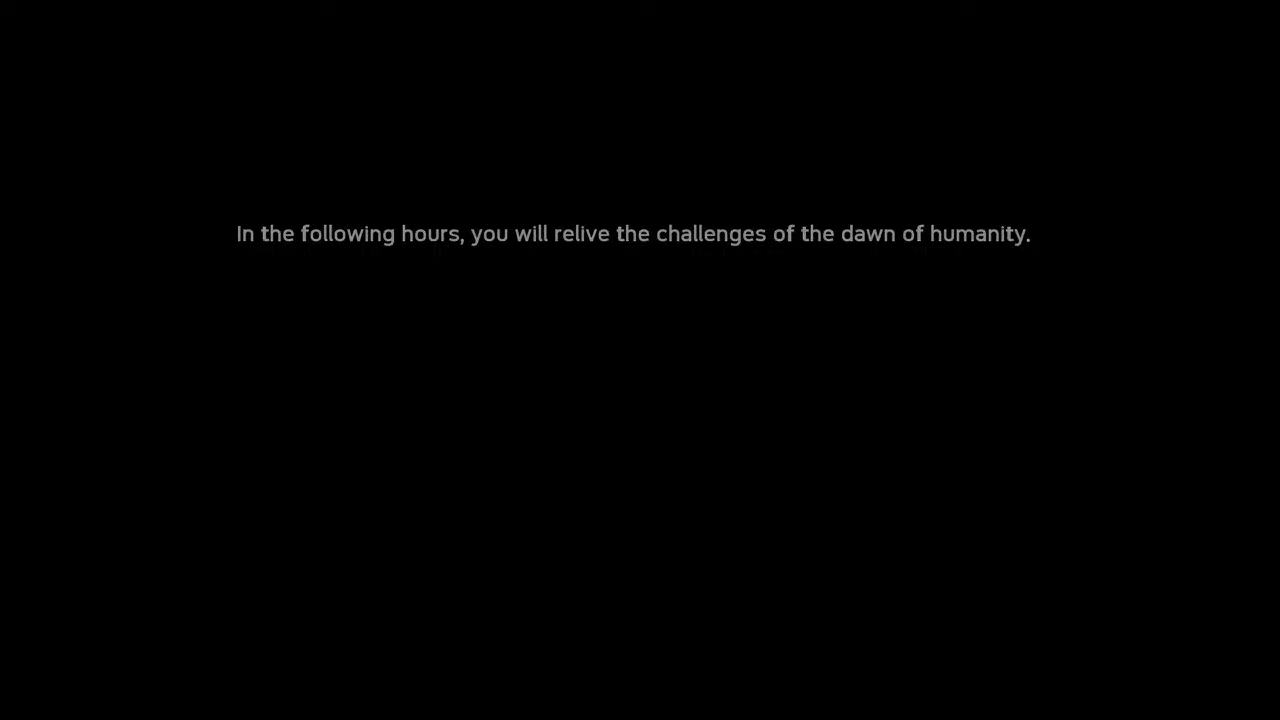 In the following hours, you will relive the challenges of the dawn of humanity.